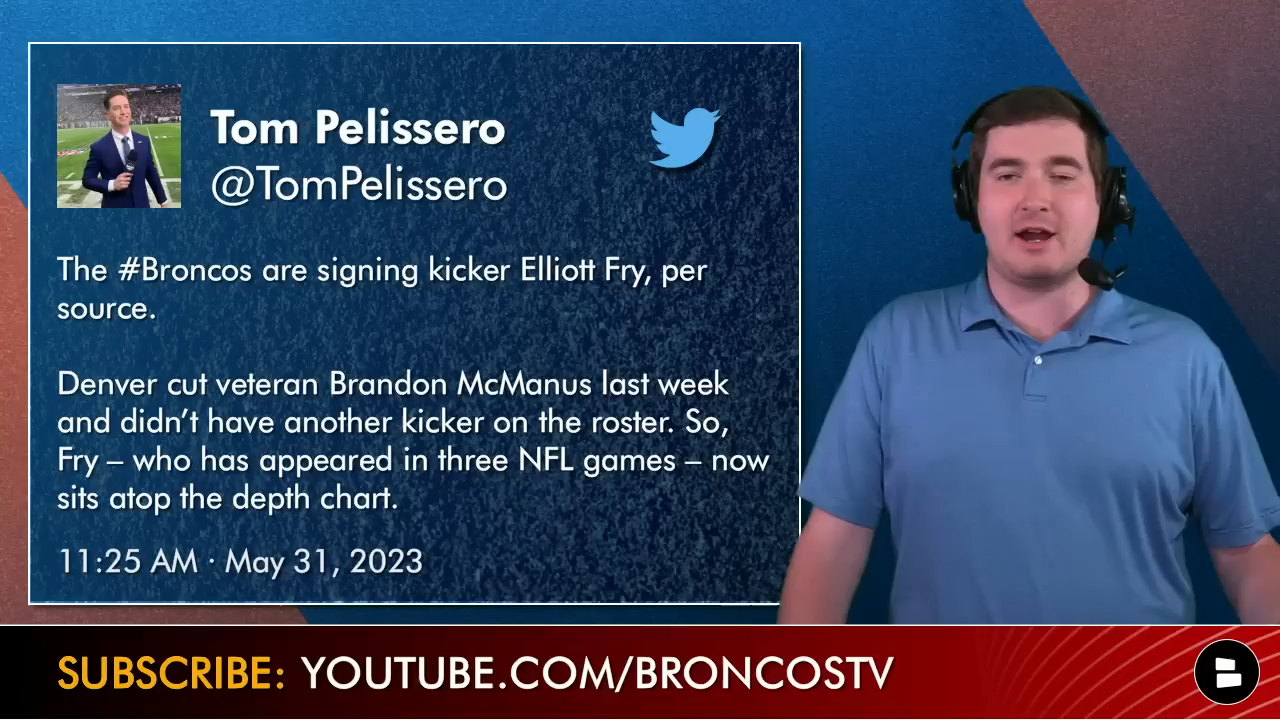 Tom Pelissero
@TomPelissero
The #Broncos are signing kicker Elliott Fry, per
source.
Denver cut veteran Brandon McManus last week
and didn't have another kicker on the roster. So,
Fry – who has appeared in three NFL games – now
sits atop the depth chart.
11:25 AM · May 31, 2023
SUBSCRIBE: YOUTUBE.COM/BRONCOSTV